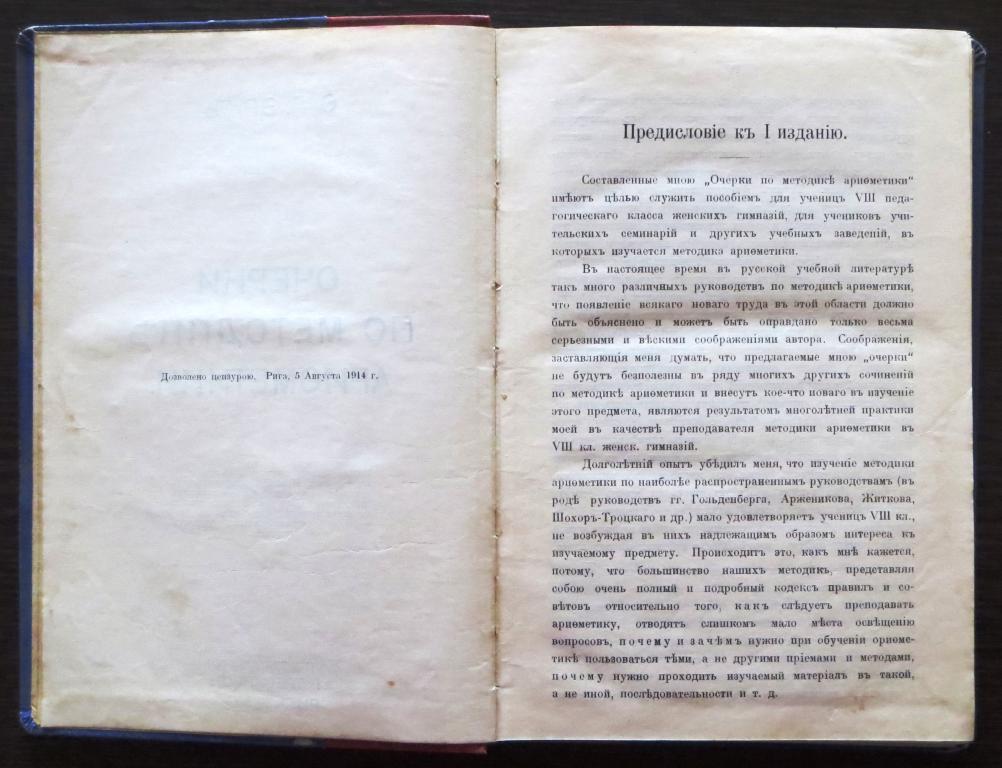 Дозволено цензурою. Рига, 5 Августа 1914 г.
Предисловіе къ I изданію.
Составленные мною „Очерки по методикѣ ариѳметики“
имѣютъ цѣлью служить пособіемъ для ученицъ VIII педа-
гогическаго класса женскихъ гимназій, для учениковъ учи-
тельскихъ семинарій и другихъ учебныхъ заведеній, въ
которыхъ изучается методика ариѳметики.
Въ настоящее время въ русской учебной литературѣ
такъ много различныхъ руководствъ по методикѣ ариѳметики,
что появленіе всякаго новаго труда въ этой области должно
быть объяснено и можетъ быть оправдано только весьма
серьезными и вѣскими соображеніями автора. Соображенія,
заставляющія меня думать, что предлагаемые мною „очерки“
не будутъ безполезны въ ряду многихъ другихъ сочиненій
по методикѣ ариѳметики и внесутъ кое-что новаго въ изученіе
этого предмета, являются результатомъ многолѣтней практики
моей въ качествѣ преподавателя методики ариѳметики въ
VIII кл. женск. гимназій.
Долголѣтній опытъ убѣдилъ меня, что изученіе методики
ариѳметики по наиболѣе распространеннымъ руководствамъ (въ
родѣ руководствъ гг. Гольденберга, Арженикова, Житкова,
Шохоръ-Троцкаго и др.) мало удовлетворяетъ ученицъ VIII кл.,
не возбуждая въ нихъ надлежащимъ образомъ интереса къ
изучаемому предмету. Происходитъ это, какъ мнѣ кажется,
потому, что большинство нашихъ методикъ, представляя
собою очень полный и подробный кодексъ правилъ и со-
вѣтовъ относительно того, какъ слѣдуетъ преподавать
ариѳметику, отводятъ слишкомъ мало мѣста освѣщенію
вопросовъ, почему и зачѣмъ нужно при обученіи ориѳме-
тикѣ пользоваться тѣми, а не другими пріемами и методами,
почему нужно проходить изучаемый матеріалъ въ такой,
а не иной, послѣдовательности и т. д.